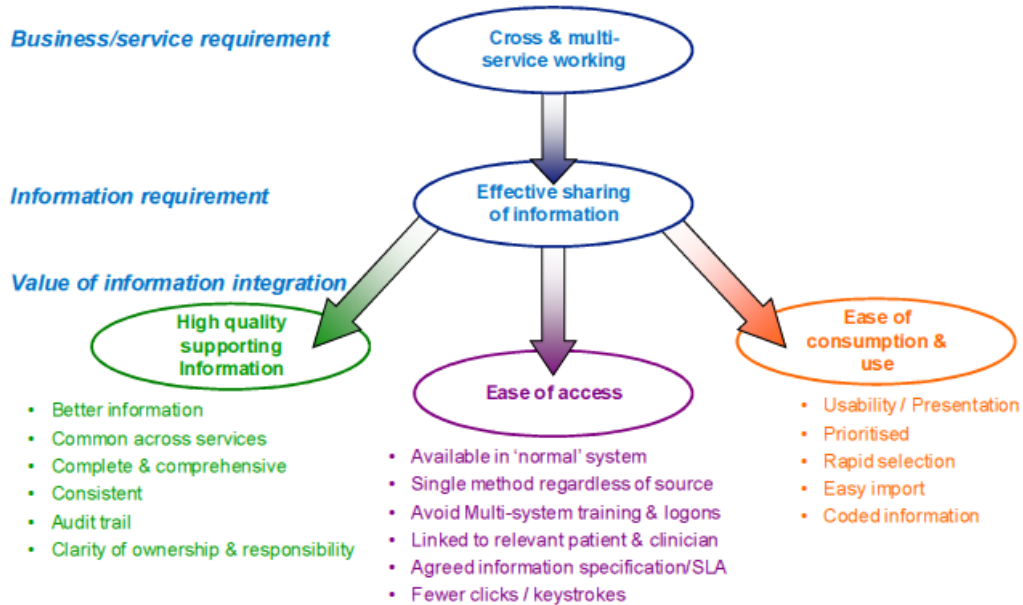 Business/service requirement
Cross & multi-
service working
Information requirement
Effective sharing
of information
Value of information integration
High quality
supporting
Information
• Better information
• Common across services
• Complete & comprehensive
• Consistent
• Audit trail
• Clarity of ownership & responsibility
Ease of access
• Available in ‘normal’ system
• Single method regardless of source
• Avoid Multi-system training & logons
• Linked to relevant patient & clinician
• Agreed information specification/SLA
• Fewer clicks / keystrokes
Ease of
consumption &
use
• Usability / Presentation
• Prioritised
• Rapid selection
• Easy import
• Coded information